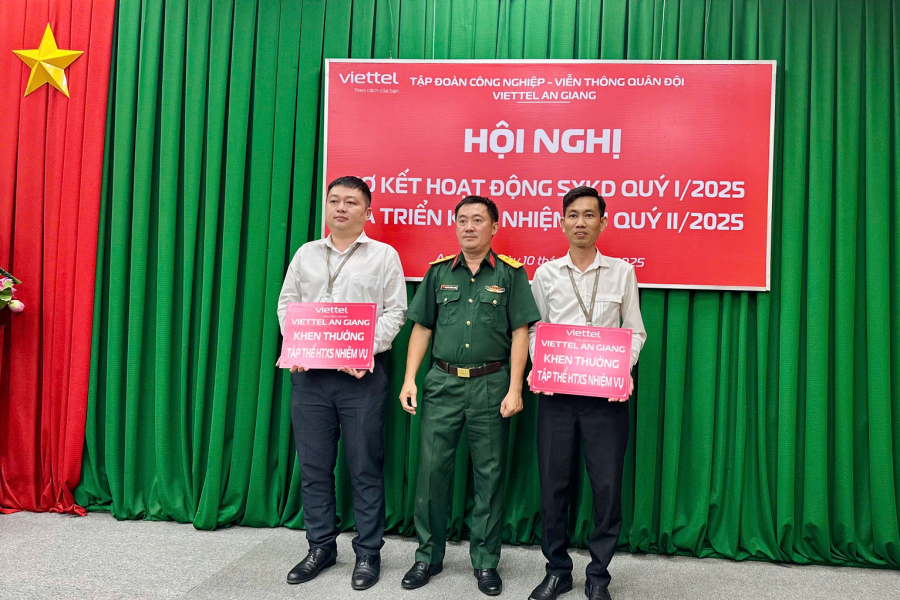 viettel
Theo cách của bạn
TẬP ĐOÀN CÔNG NGHIỆP - VIỄN THÔNG QUÂN ĐỘI
VIETTEL AN GIANG
HỘI NGHỊ
KẾT HOẠT ĐỘNG SXKD QUÝ I/2025
TRIỂN NHIỆM QUÝ II/2025
10 2025
viettel
VIETTEL AN GIANG
KHEN THƯỞNG
TẬP THỂ HTXS NHIỆM VỤ
viettel
VIETTEL AN GIANG
KHEN THƯỞNG
TẬP THỂ HTXS NHIỆM VỤ